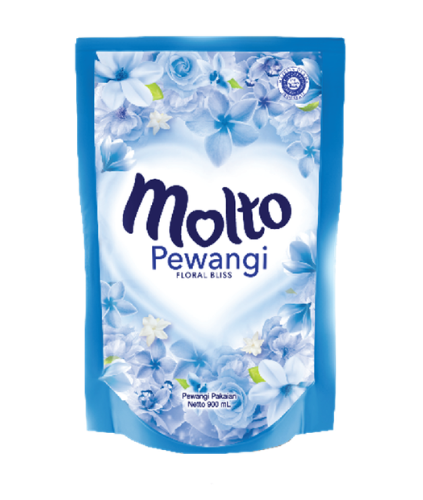 Molto
Pewangi
FLORAL BLISS
Pewangi Pakaian
Netto 900 mL